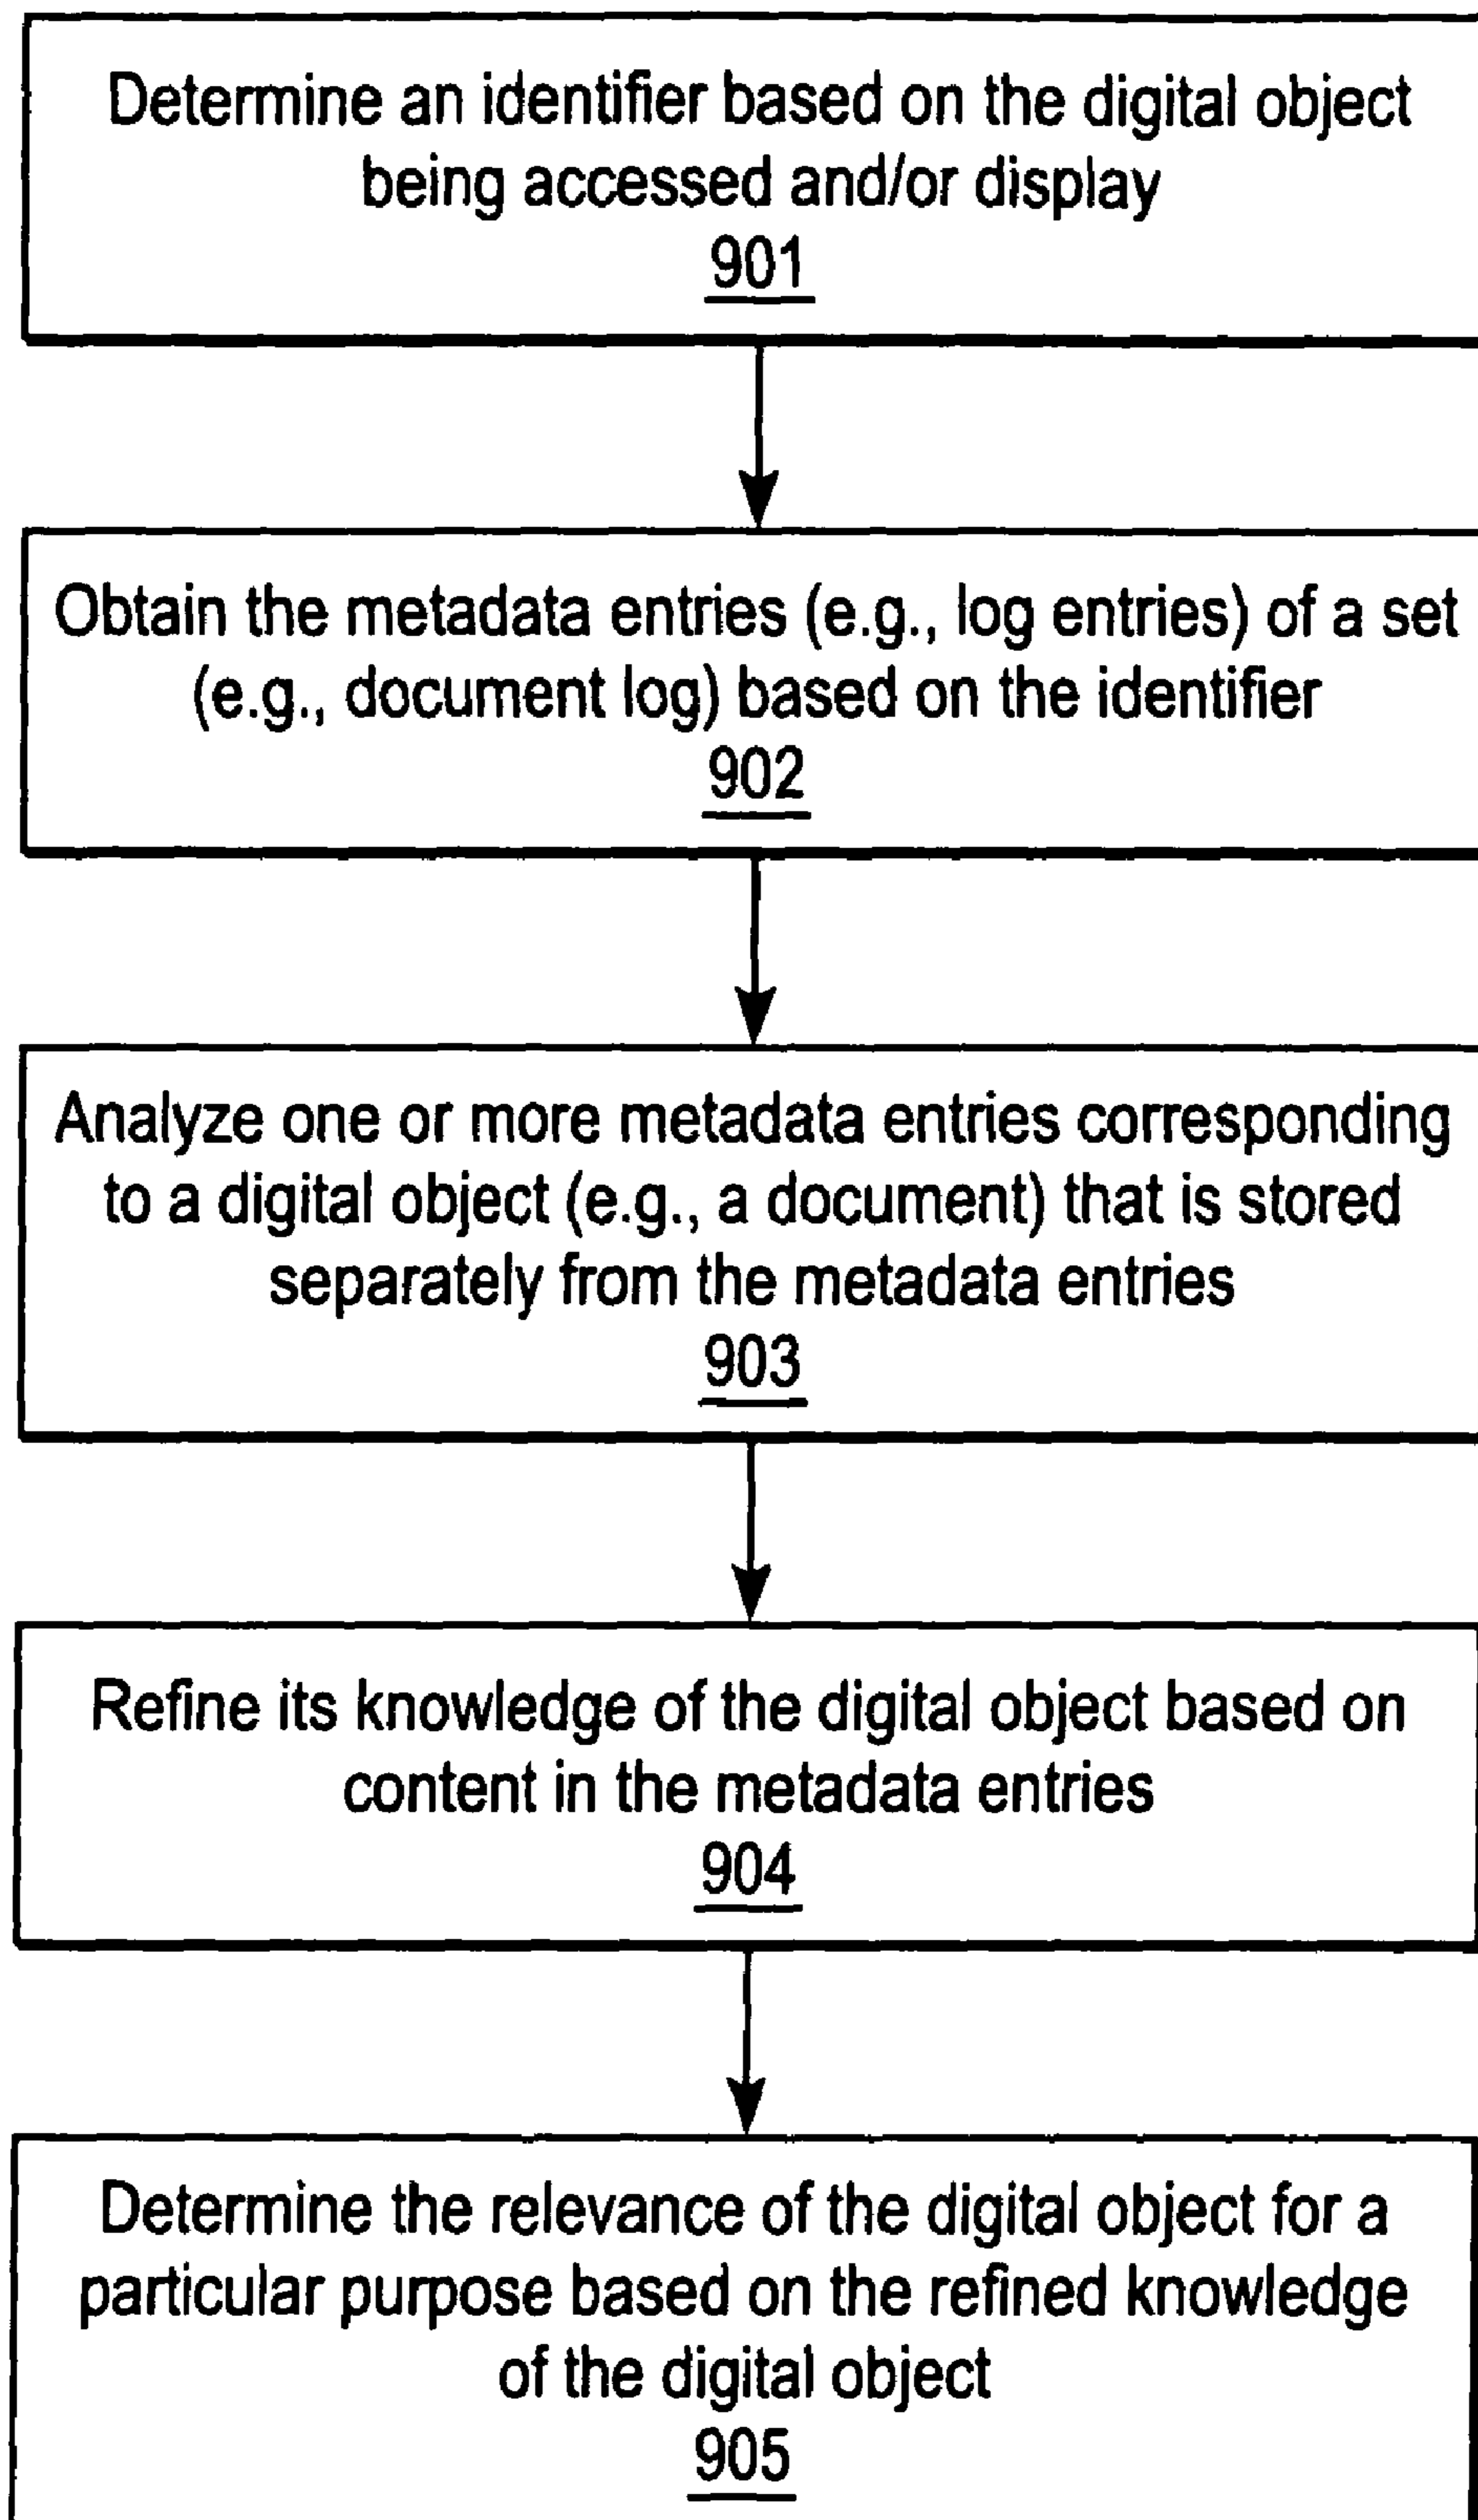 Determine an identifier based on the digital object
being accessed and/or display
901
Obtain the metadata entries (e.g., log entries) of a set
(e.g., document log) based on the identifier
902
Analyze one or more metadata entries corresponding
to a digital object (e.g., a document) that is stored
separately from the metadata entries
903
Refine its knowledge of the digital object based on
content in the metadata entries
904
Determine the relevance of the digital object for a
particular purpose based on the refined knowledge
of the digital object
905